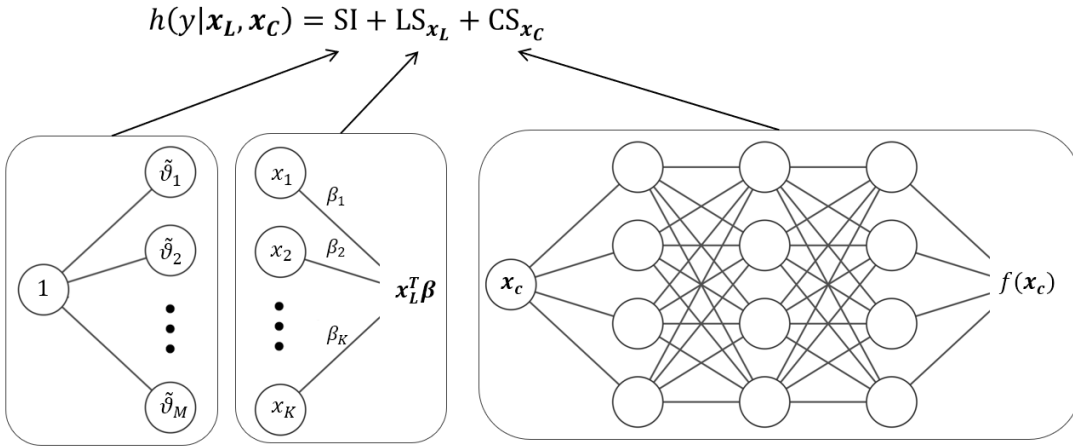 h(y|x_L, x_C) = SI + LS_{x_L} + CS_{x_C}
1
ϑ̃_1
ϑ̃_2
ϑ̃_M
x_1
x_2
x_K
β_1
β_2
β_K
x_L^T β
x_c
f(x_c)